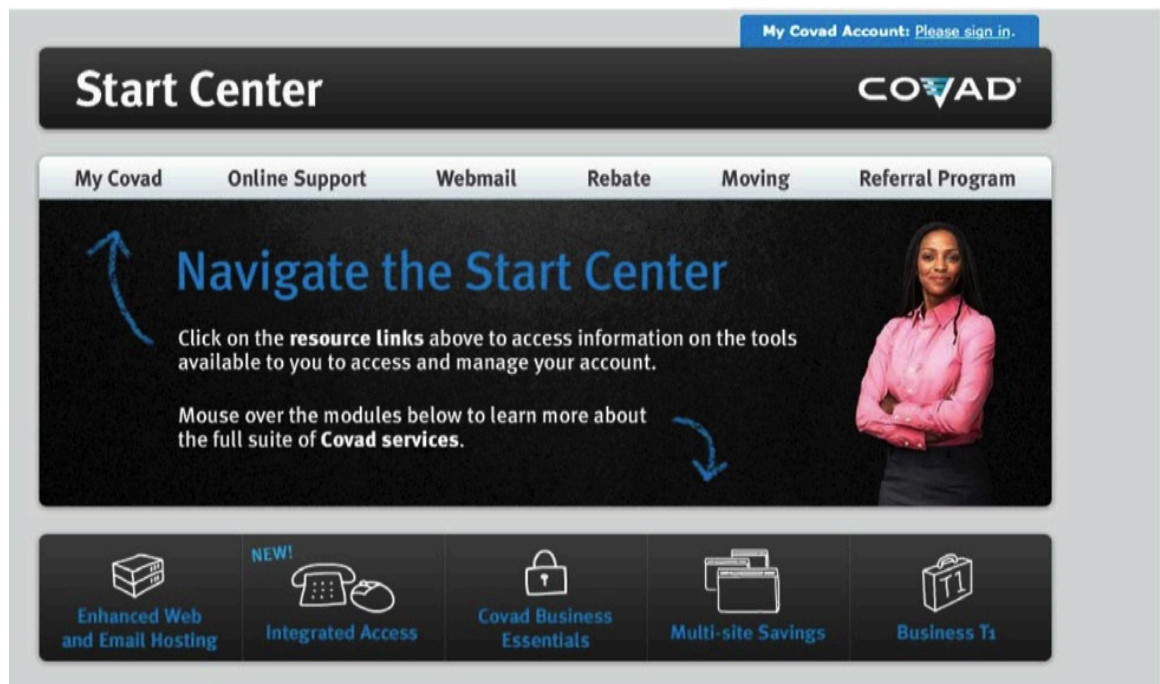 My Covad Account: Please sign in.
Start Center
COVAD
My Covad Online Support Webmail Rebate Moving Referral Program
Navigate the Start Center
Click on the resource links above to access information on the tools
available to you to access and manage your account.
Mouse over the modules below to learn more about
the full suite of Covad services.
NEW!
T1
Enhanced Web
and Email Hosting
Integrated Access
Covad Business
Essentials
Multi-site Savings
Business T1